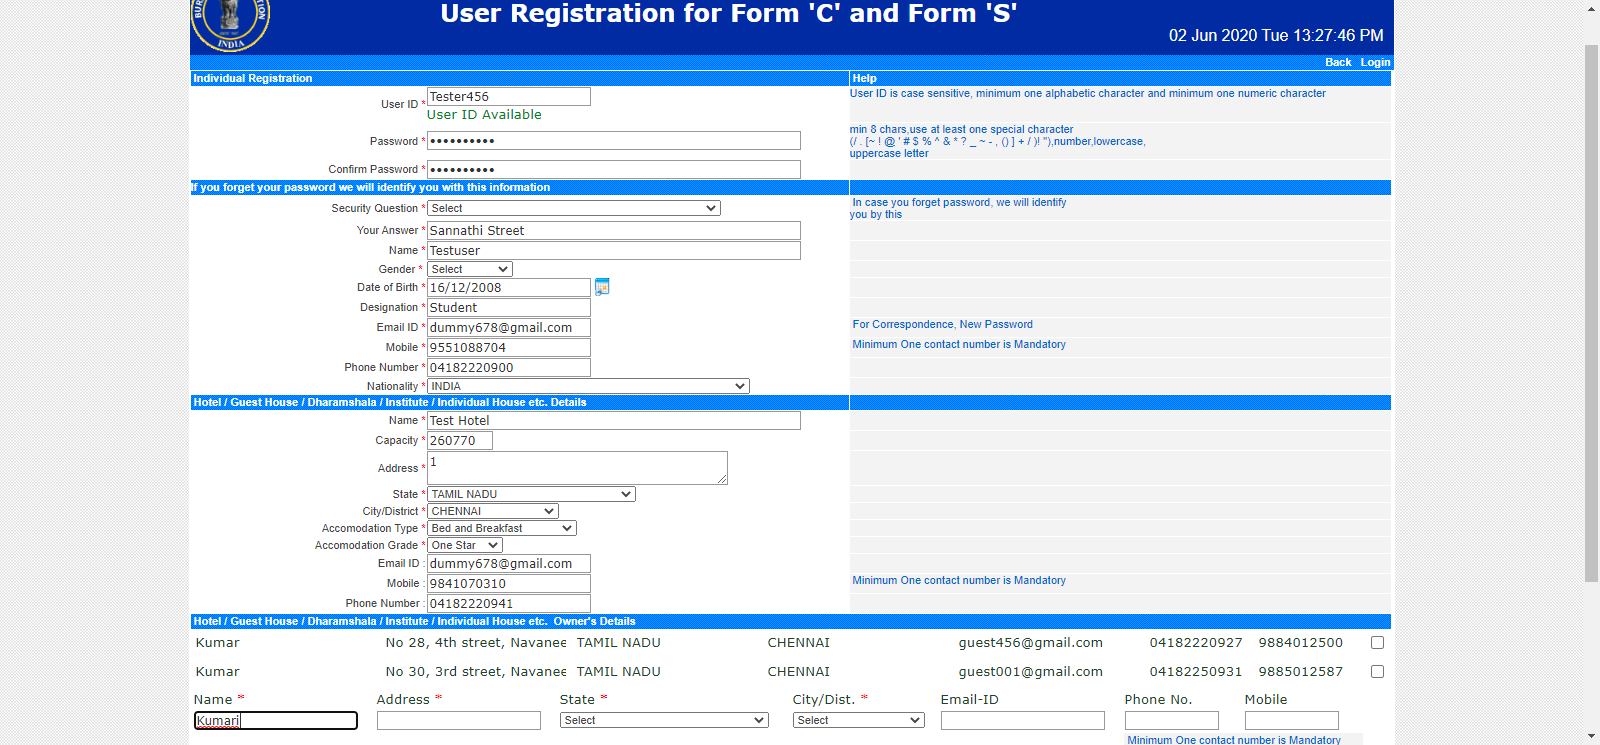 User Registration for Form 'C' and Form 'S'
INDIA
02 Jun 2020 Tue 13:27:46 PM
Back Login
Individual Registration Help
User ID * Tester456 User ID is case sensitive, minimum one alphabetic character and minimum one numeric character
User ID Available
Password * •••••••••• min 8 chars,use at least one special character
(/ . [~ ! @ ' # $ % ^ & * ? _ ~ - , () ] + / )! "),number,lowercase,
uppercase letter
Confirm Password * ••••••••••
If you forget your password we will identify you with this information
Security Question * Select In case you forget password, we will identify
you by this
Your Answer * Sannathi Street
Name * Testuser
Gender * Select
Date of Birth * 16/12/2008
Designation * Student
Email ID * dummy678@gmail.com For Correspondence, New Password
Mobile * 9551088704 Minimum One contact number is Mandatory
Phone Number * 04182220900
Nationality * INDIA
Hotel / Guest House / Dharamshala / Institute / Individual House etc. Details
Name * Test Hotel
Capacity * 260770
Address * 1
State * TAMIL NADU
City/District * CHENNAI
Accomodation Type * Bed and Breakfast
Accomodation Grade * One Star
Email ID : dummy678@gmail.com
Mobile : 9841070310 Minimum One contact number is Mandatory
Phone Number : 04182220941
Hotel / Guest House / Dharamshala / Institute / Individual House etc. Owner's Details
Kumar No 28, 4th street, Navanee TAMIL NADU CHENNAI guest456@gmail.com 04182220927 9884012500
Kumar No 30, 3rd street, Navanee TAMIL NADU CHENNAI guest001@gmail.com 04182250931 9885012587
Name * Address * State * City/Dist. * Email-ID Phone No. Mobile
Kumari Select Select
Minimum One contact number is Mandatory